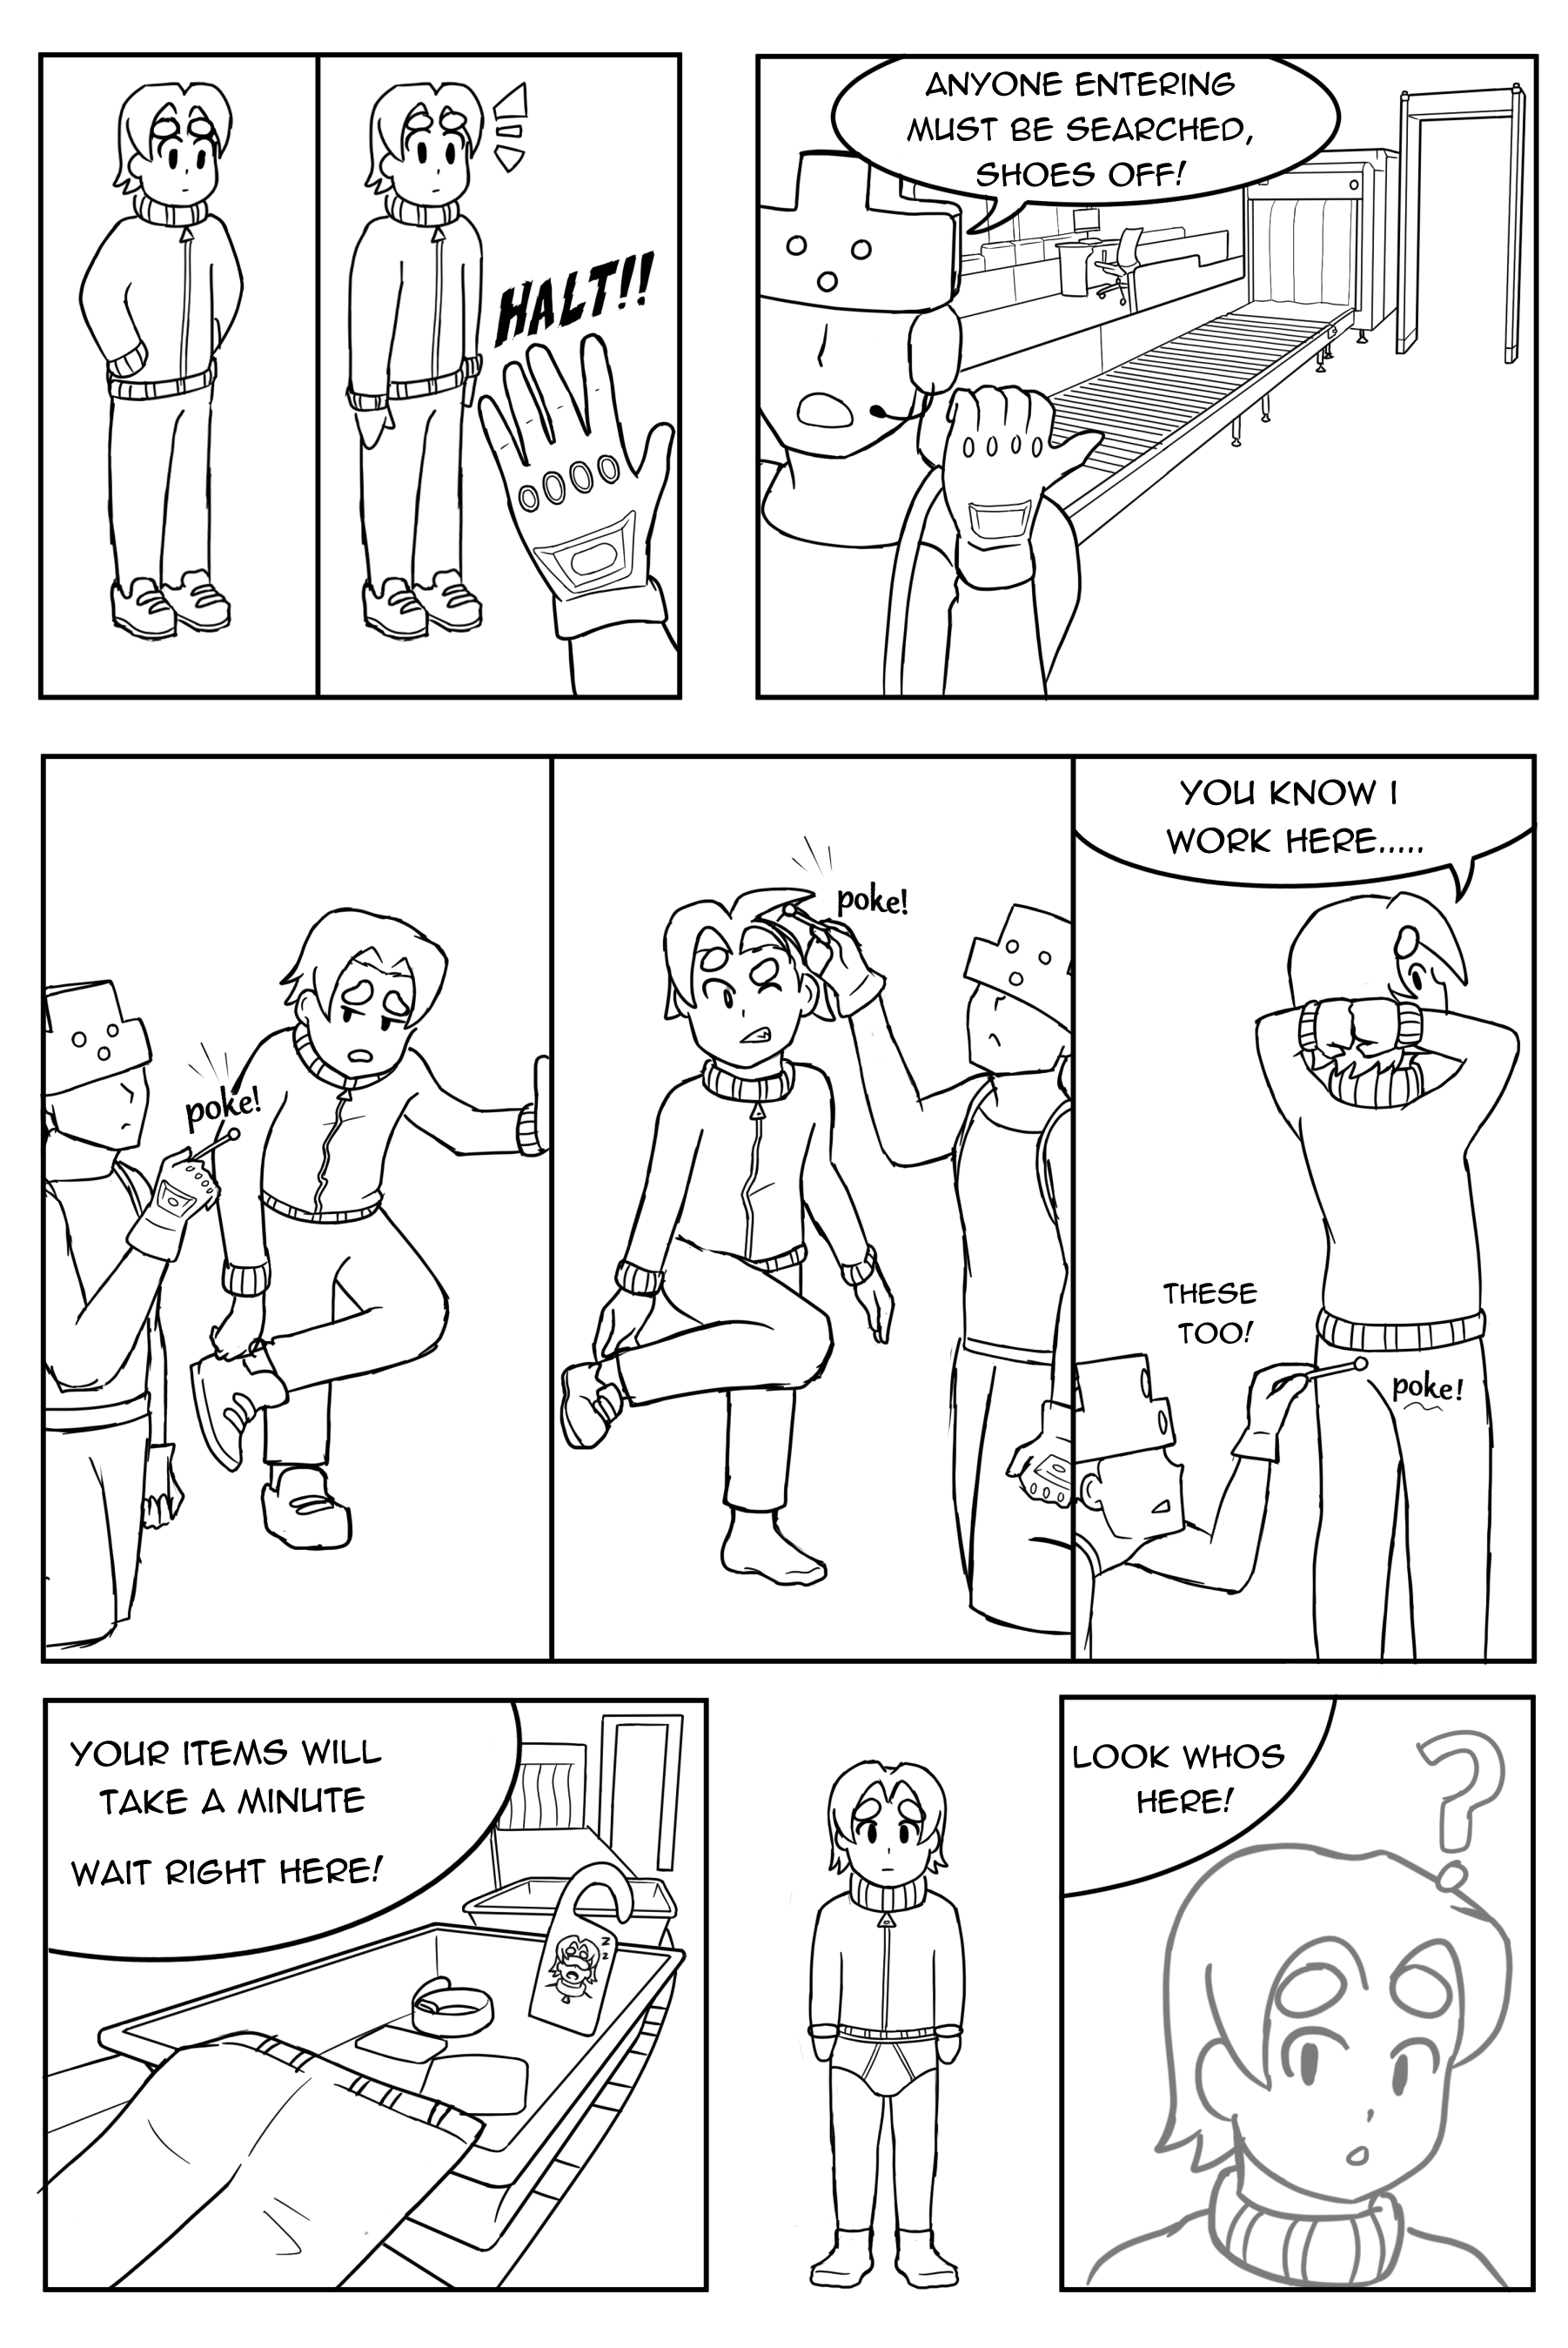 HALT!!
ANYONE ENTERING
MUST BE SEARCHED,
SHOES OFF!
poke!
poke!
YOU KNOW I
WORK HERE.....
THESE
TOO!
poke!
YOUR ITEMS WILL
TAKE A MINUTE
WAIT RIGHT HERE!
Z
Z
LOOK WHOS
HERE!
?